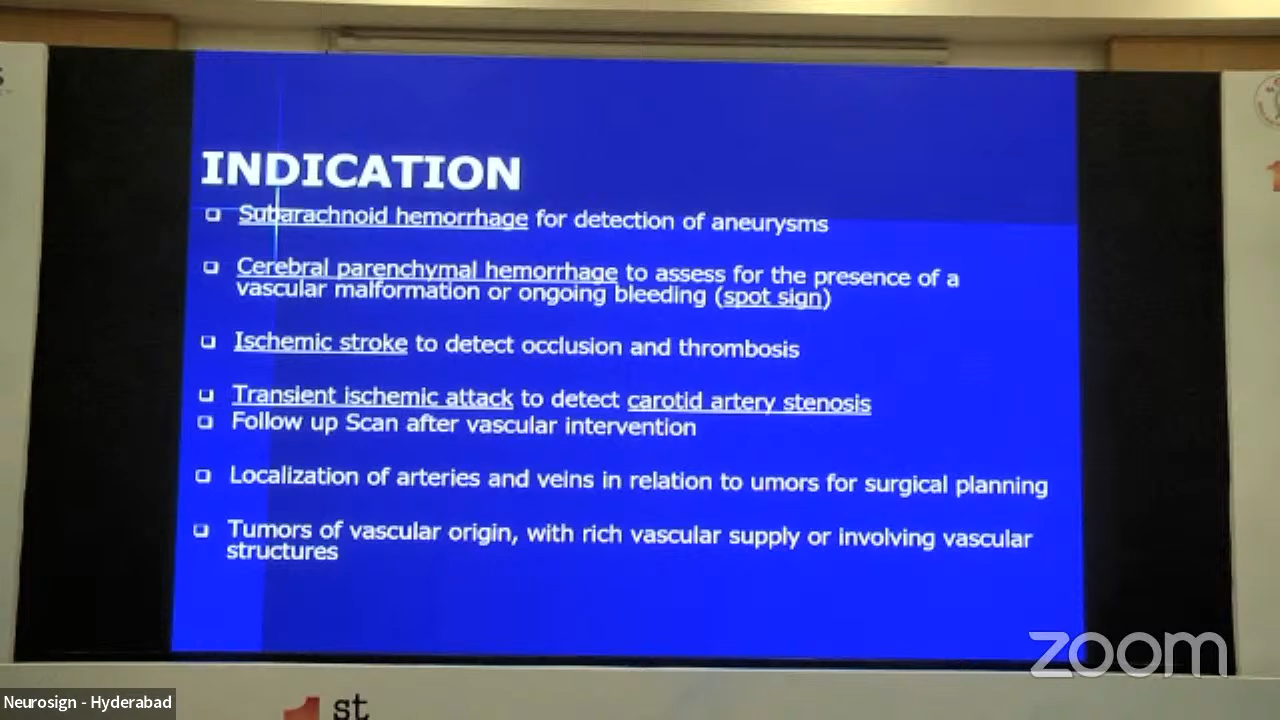 INDICATION
❑ Subarachnoid hemorrhage for detection of aneurysms
❑ Cerebral parenchymal hemorrhage to assess for the presence of a
vascular malformation or ongoing bleeding (spot sign)
❑ Ischemic stroke to detect occlusion and thrombosis
❑ Transient ischemic attack to detect carotid artery stenosis
❑ Follow up Scan after vascular intervention
❑ Localization of arteries and veins in relation to umors for surgical planning
❑ Tumors of vascular origin, with rich vascular supply or involving vascular
structures
zoom
Neurosign - Hyderabad
1st